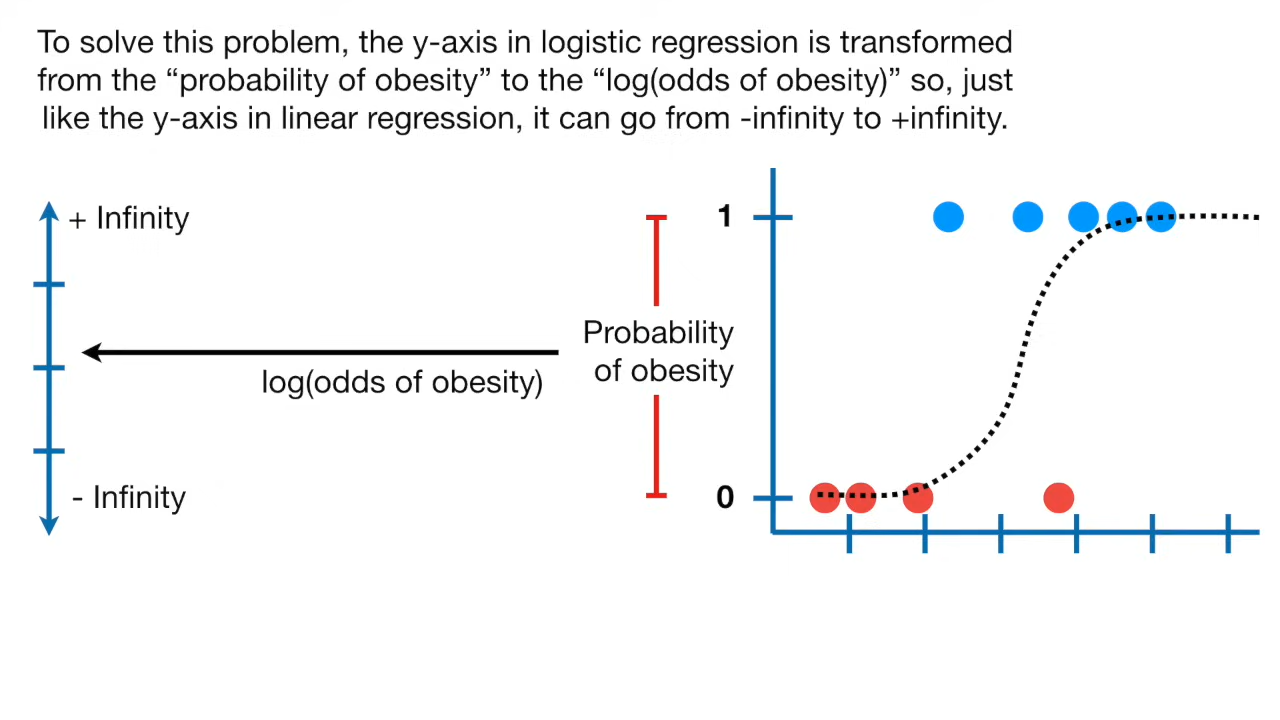 To solve this problem, the y-axis in logistic regression is transformed
from the “probability of obesity” to the “log(odds of obesity)” so, just
like the y-axis in linear regression, it can go from -infinity to +infinity.
+ Infinity
log(odds of obesity)
- Infinity
Probability
of obesity
1
0